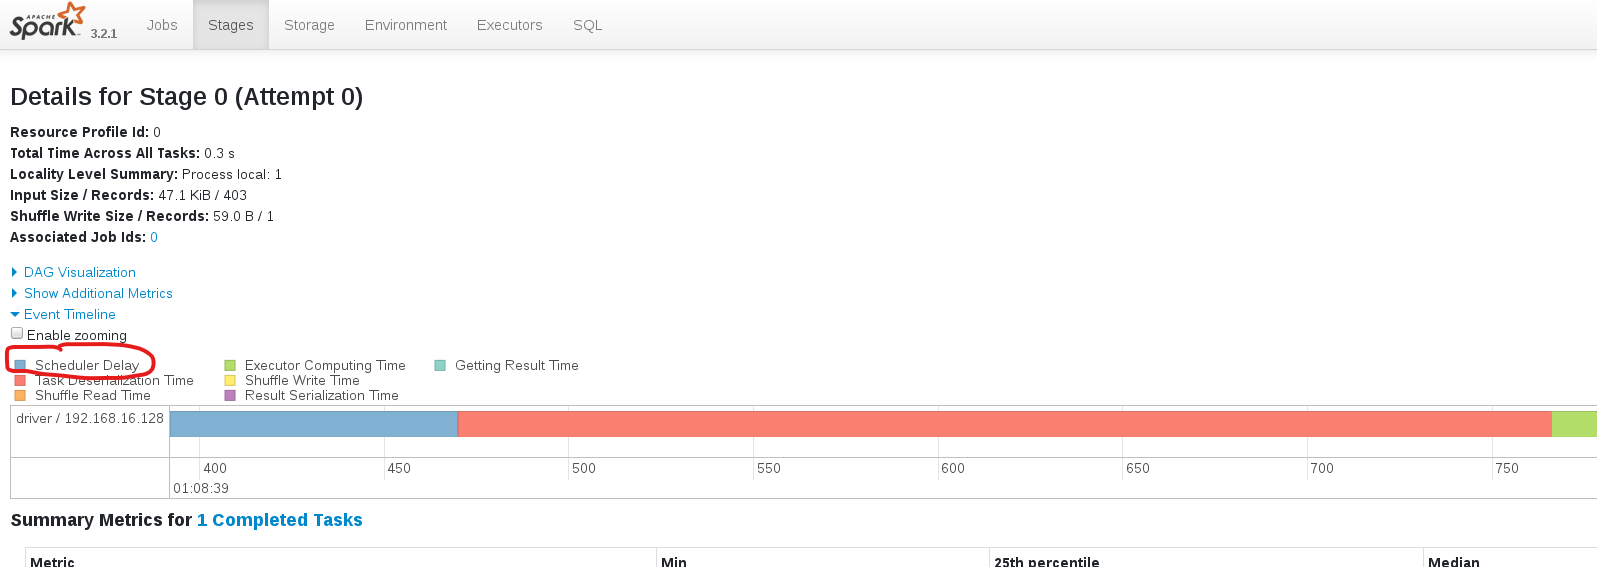 APACHE
Spark 3.2.1 Jobs Stages Storage Environment Executors SQL
Details for Stage 0 (Attempt 0)
Resource Profile Id: 0
Total Time Across All Tasks: 0.3 s
Locality Level Summary: Process local: 1
Input Size / Records: 47.1 KiB / 403
Shuffle Write Size / Records: 59.0 B / 1
Associated Job Ids: 0
DAG Visualization
Show Additional Metrics
Event Timeline
Enable zooming
Scheduler Delay Executor Computing Time Getting Result Time
Task Deserialization Time Shuffle Write Time
Shuffle Read Time Result Serialization Time
driver / 192.168.16.128
400 450 500 550 600 650 700 750
01:08:39
Summary Metrics for 1 Completed Tasks
Metric Min 25th percentile Median